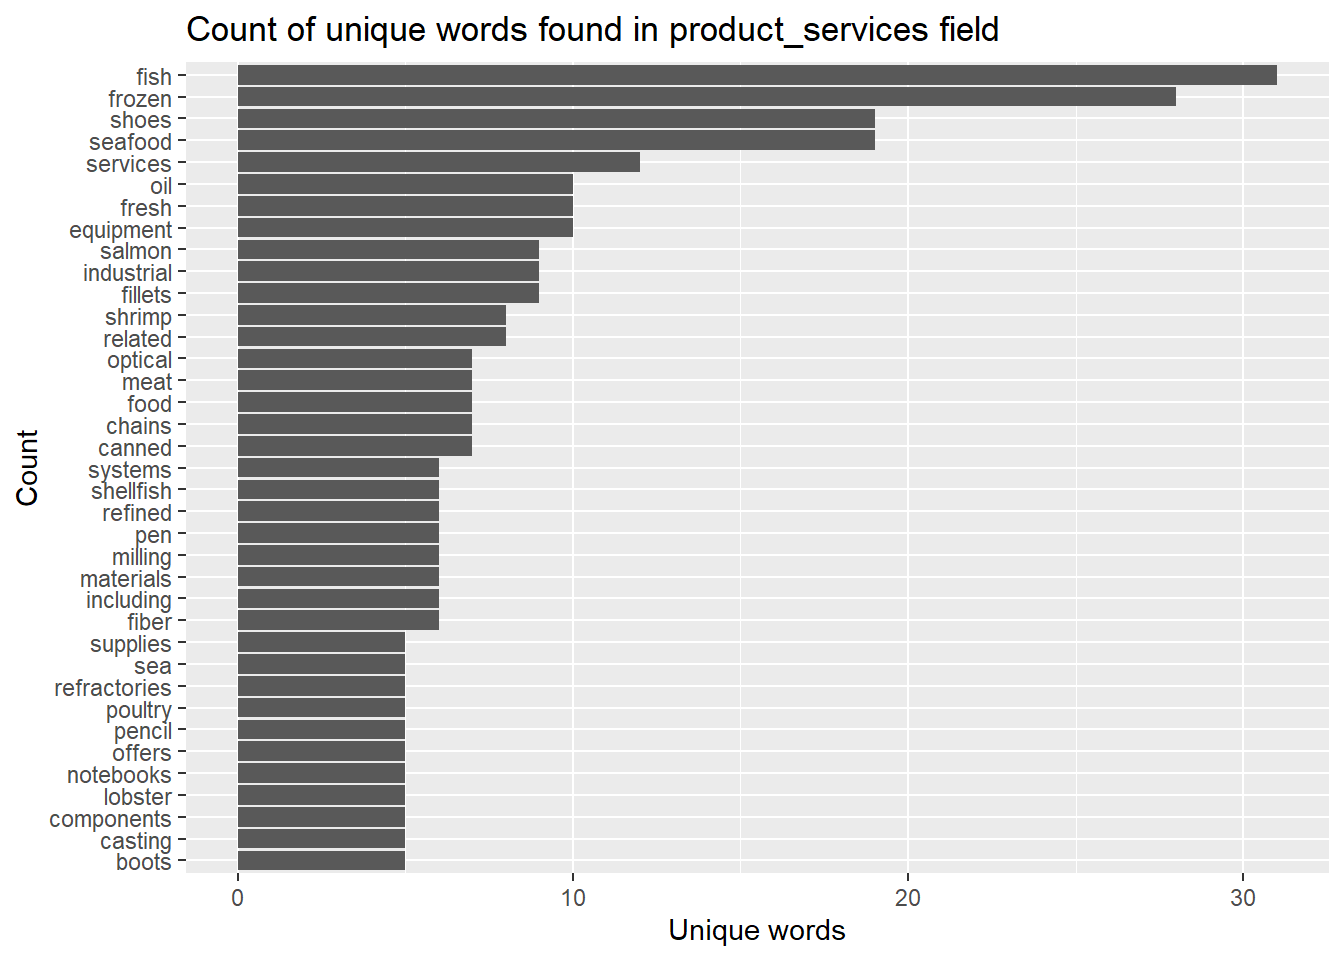 Count of unique words found in product_services field
fish
frozen
shoes
seafood
services
oil
fresh
equipment
salmon
industrial
fillets
shrimp
related
optical
meat
food
chains
canned
systems
shellfish
refined
pen
milling
materials
including
fiber
supplies
sea
refractories
poultry
pencil
offers
notebooks
lobster
components
casting
boots
Count
0 10 20 30
Unique words